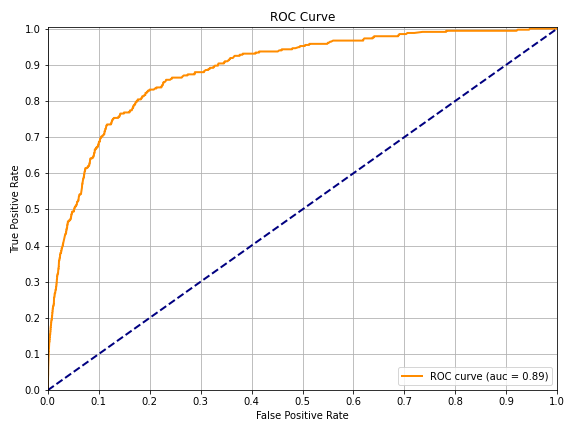 ROC Curve
True Positive Rate
1.0
0.9
0.8
0.7
0.6
0.5
0.4
0.3
0.2
0.1
0.0
ROC curve (auc = 0.89)
0.0 0.1 0.2 0.3 0.4 0.5 0.6 0.7 0.8 0.9 1.0
False Positive Rate